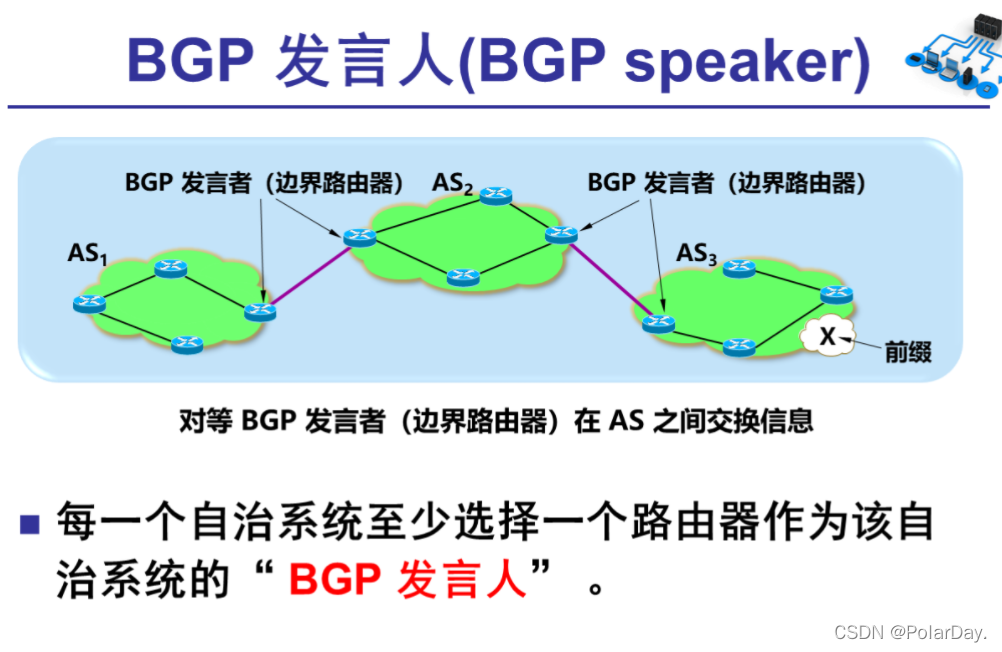 BGP 发言人(BGP speaker)
BGP 发言者（边界路由器） AS2 BGP 发言者（边界路由器）
AS1
AS3
X
前缀
对等 BGP 发言者（边界路由器）在 AS 之间交换信息
每一个自治系统至少选择一个路由器作为该自
治系统的“ BGP 发言人” 。
CSDN @PolarDay.